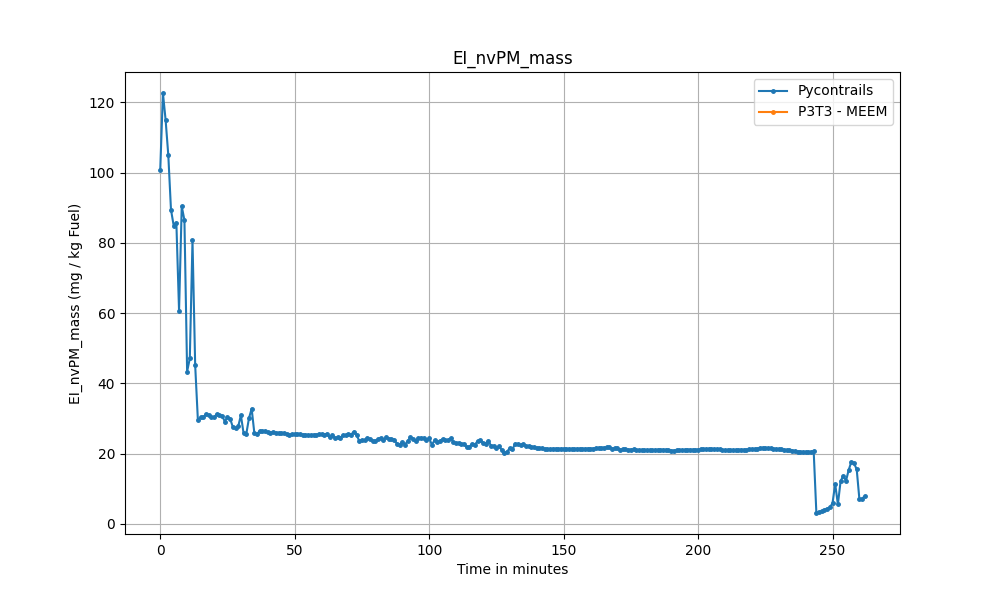 EI_nvPM_mass
Pycontrails
P3T3 - MEEM
EI_nvPM_mass (mg / kg Fuel)
120
100
80
60
40
20
0
0 50 100 150 200 250
Time in minutes